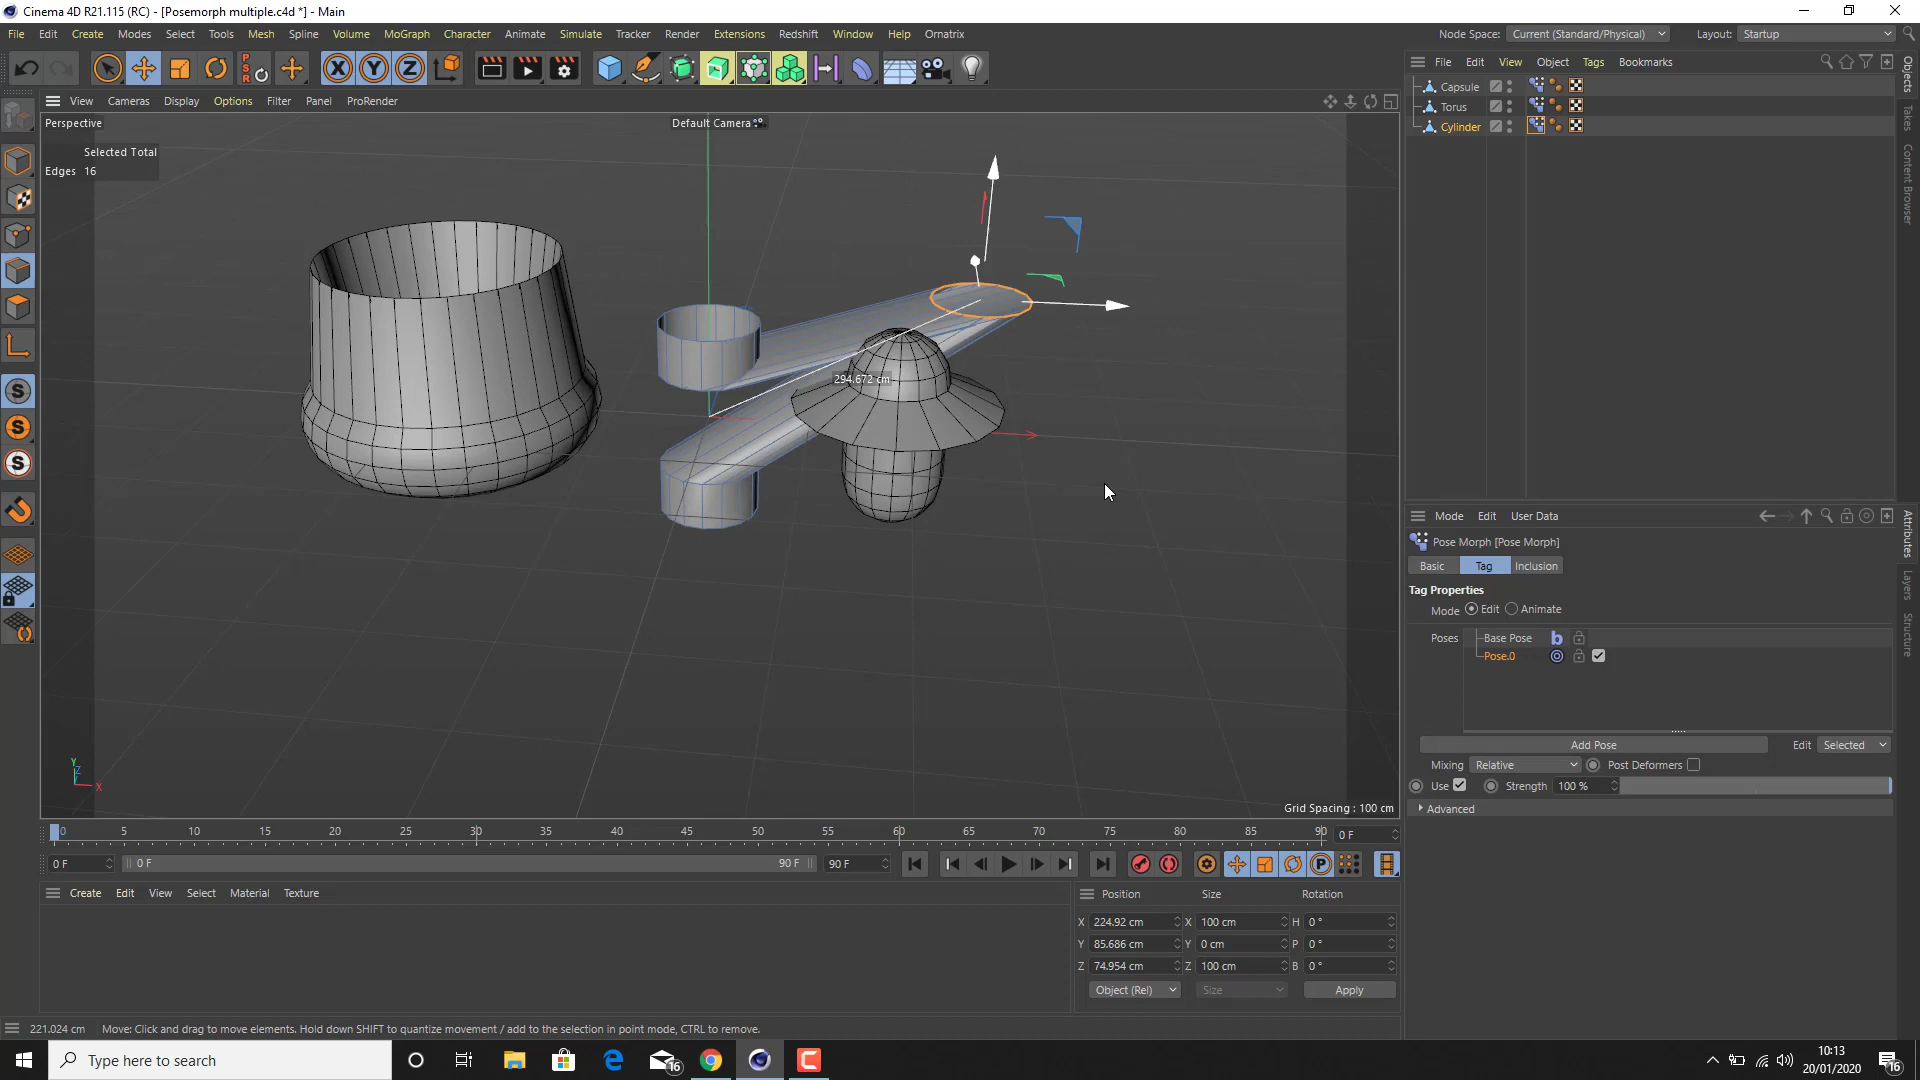 Cinema 4D R21.115 (RC) - [Posemorph multiple.c4d *] - Main
File Edit Create Modes Select Tools Mesh Spline Volume MoGraph Character Animate Simulate Tracker Render Extensions Redshift Window Help Ornatrix Node Space: Current (Standard/Physical) Layout: Startup
X Y Z
P S R
View Cameras Display Options Filter Panel ProRender
File Edit View Object Tags Bookmarks
Perspective
Default Camera
Selected Total
Edges 16
Capsule
Torus
Cylinder
Objects
Takes
Content Browser
294.672 cm
S
S
S
Y
Z
X
Grid Spacing : 100 cm
Mode Edit User Data
Pose Morph [Pose Morph]
Basic Tag Inclusion
Tag Properties
Mode Edit Animate
Poses Base Pose b
Pose.0
Add Pose Edit Selected
Mixing Relative Post Deformers
Use Strength 100 %
Advanced
Attributes
Layers
Structure
0 5 10 15 20 25 30 35 40 45 50 55 60 65 70 75 80 85 90 0 F
0 F 0 F 90 F 90 F P
Create Edit View Select Material Texture
Position Size Rotation
X 224.92 cm X 100 cm H 0 °
Y 85.686 cm Y 0 cm P 0 °
Z 74.954 cm Z 100 cm B 0 °
Object (Rel) Size Apply
221.024 cm Move: Click and drag to move elements. Hold down SHIFT to quantize movement / add to the selection in point mode, CTRL to remove.
Type here to search 16
10:13
20/01/2020
16